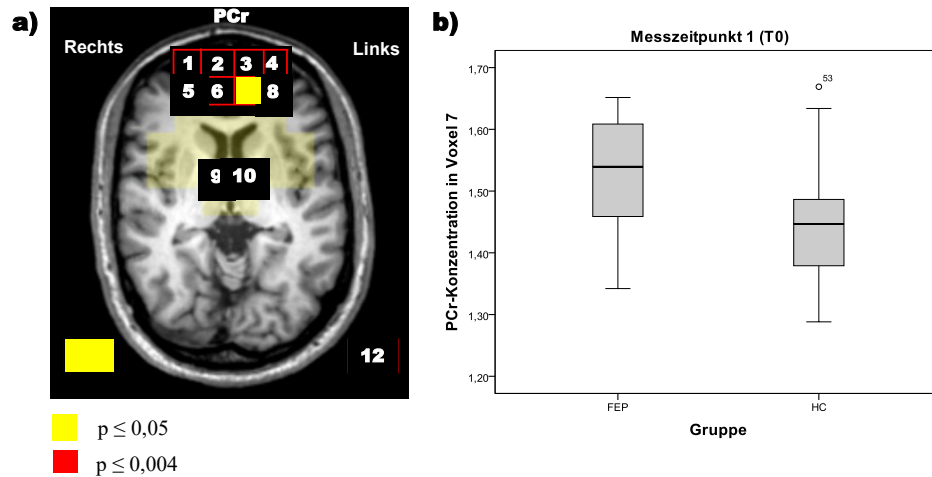 a)
PCr
Rechts
Links
1 2 3 4
5 6 8
9 10
12
p ≤ 0,05
p ≤ 0,004
b)
Messzeitpunkt 1 (T0)
PCr-Konzentration in Voxel 7
1,70
1,60
1,50
1,40
1,30
1,20
53
FEP
HC
Gruppe